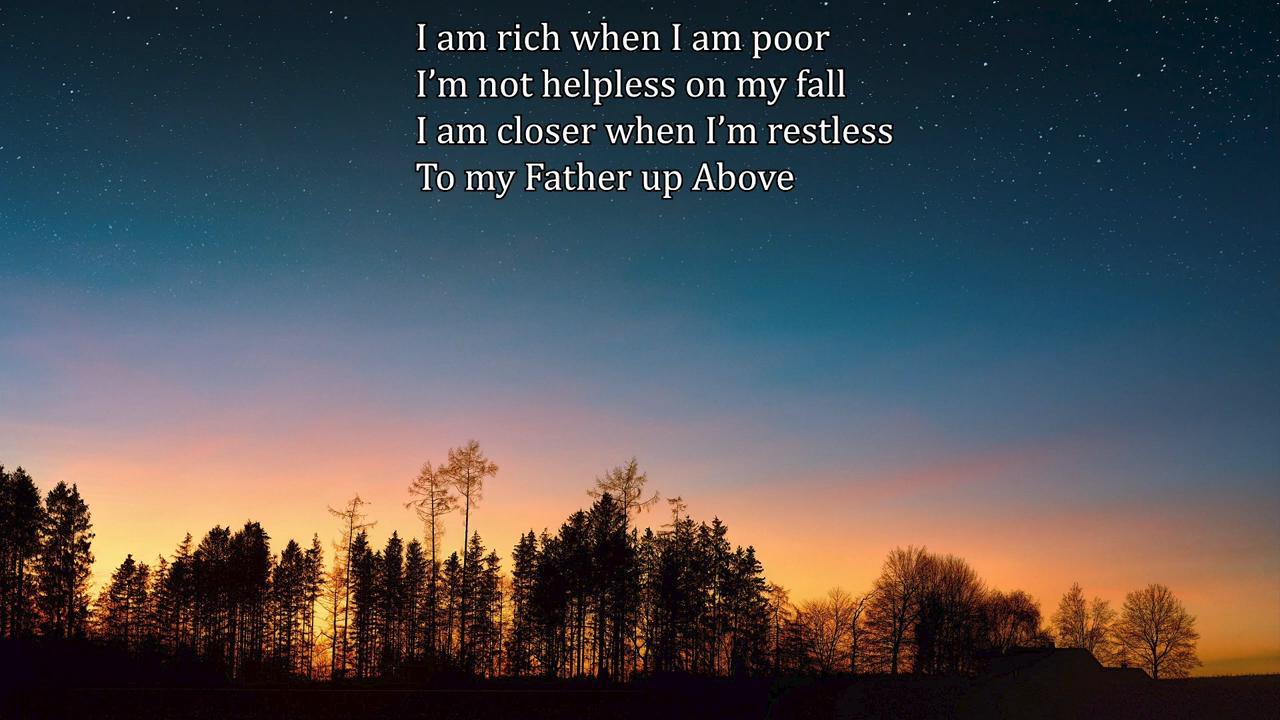 I am rich when I am poor
I’m not helpless on my fall
I am closer when I’m restless
To my Father up Above